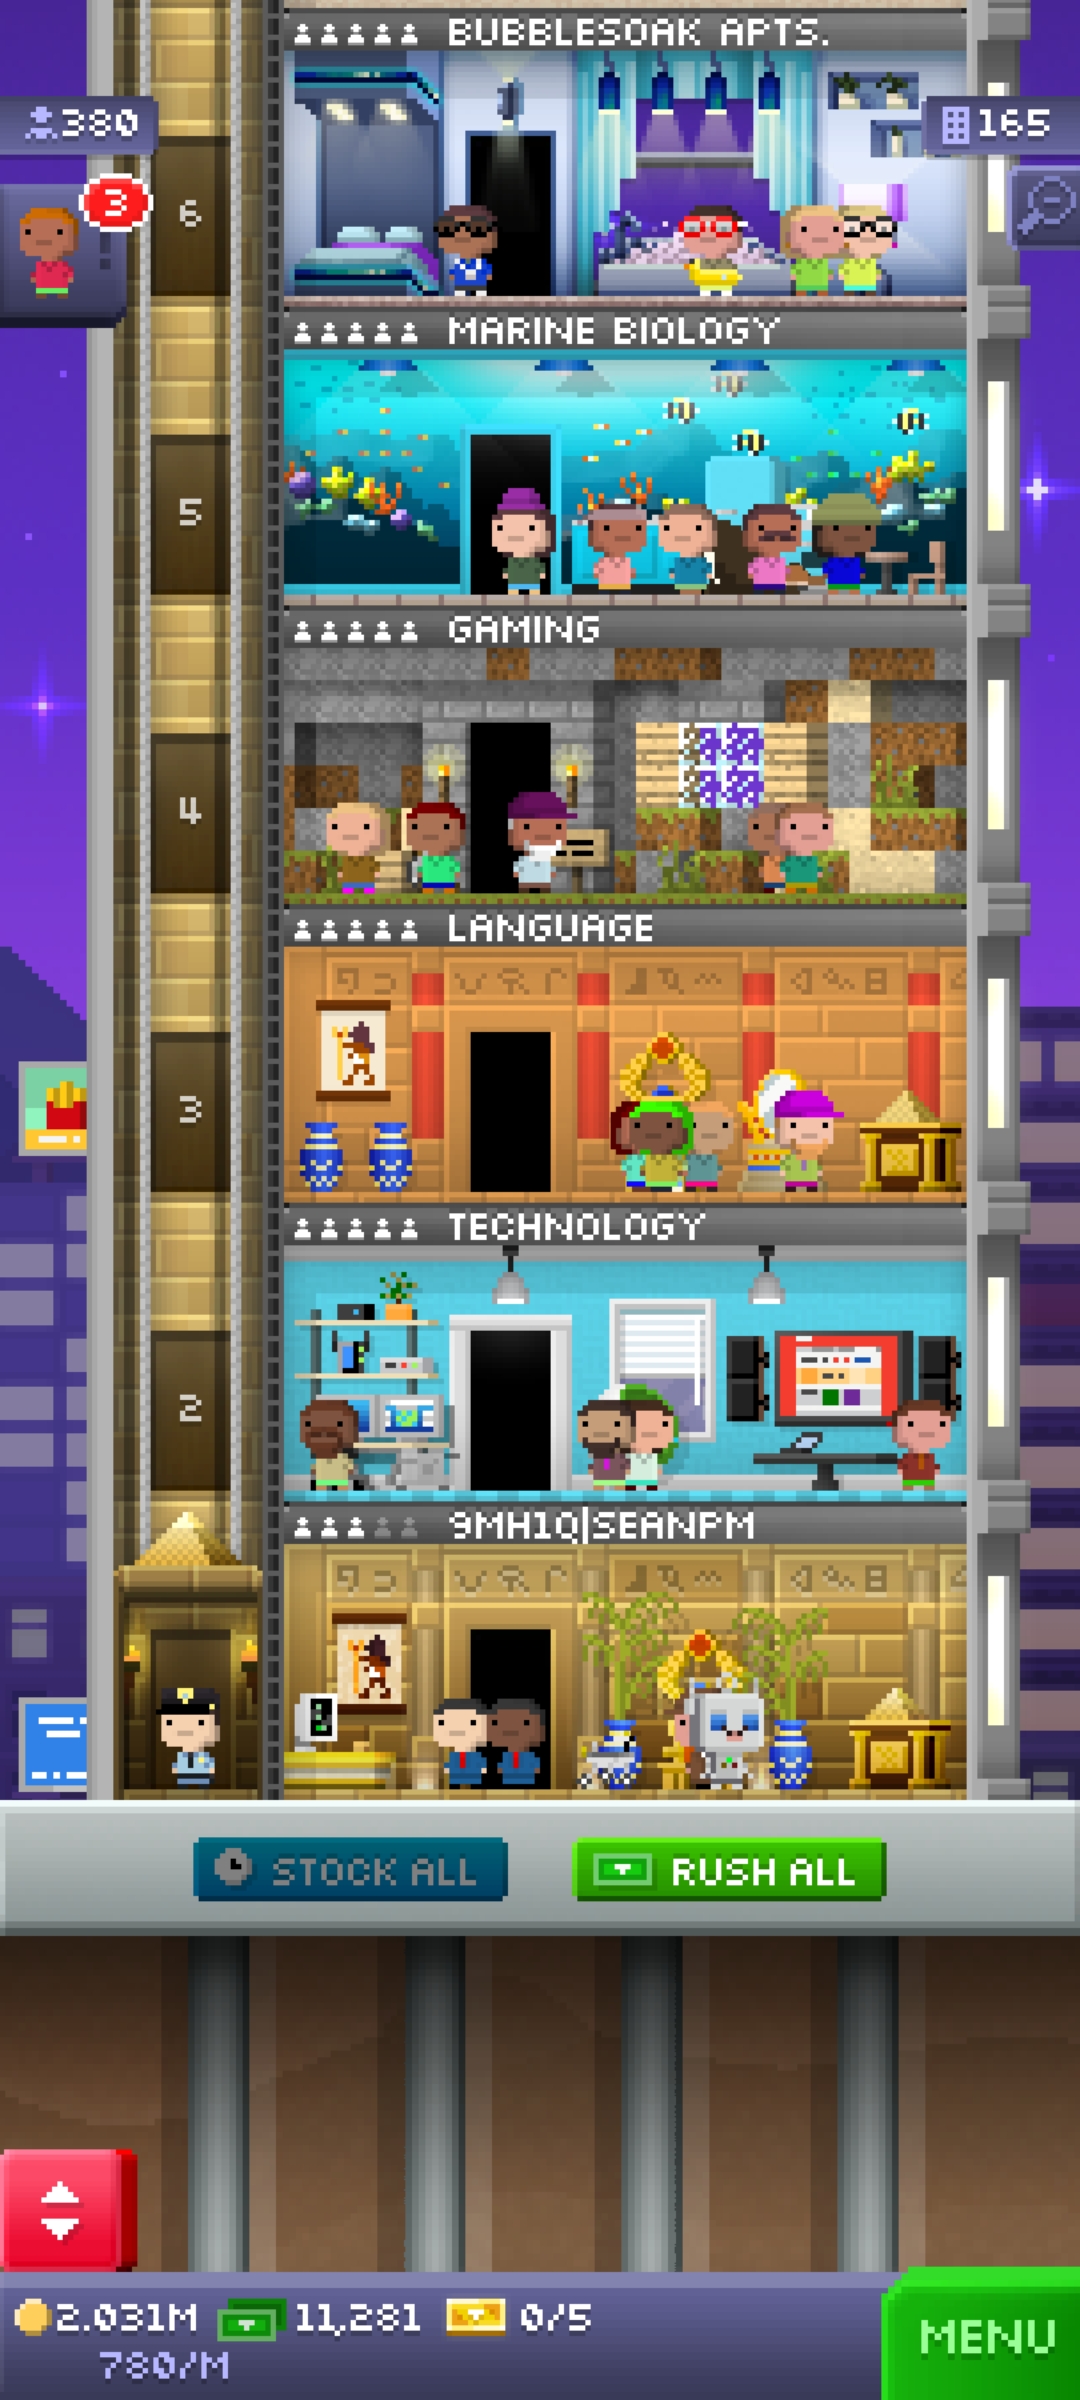 BUBBLESOAK APTS.
380
165
3
6
MARINE BIOLOGY
5
GAMING
4
LANGUAGE
3
TECHNOLOGY
2
9MH1Q|SEANPM
STOCK ALL
RUSH ALL
2.031M 11,281 0/5
780/M
MENU